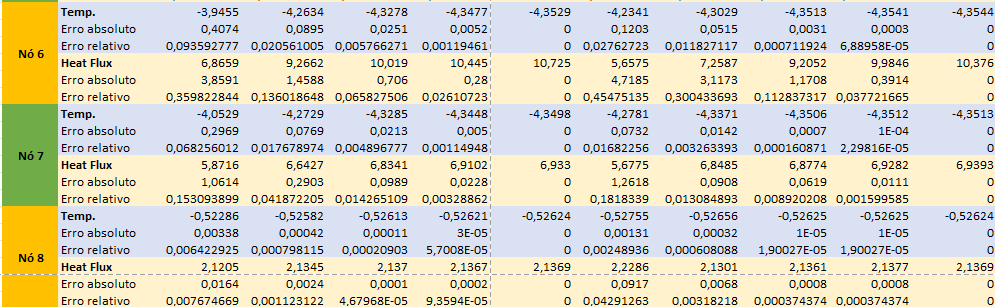 Temp. -3,9455 -4,2634 -4,3278 -4,3477 -4,3529 -4,2341 -4,3029 -4,3513 -4,3541 -4,3544
Erro absoluto 0,4074 0,0895 0,0251 0,0052 0 0,1203 0,0515 0,0031 0,0003 0
Erro relativo 0,093592777 0,020561005 0,005766271 0,00119461 0 0,02762723 0,011827117 0,000711924 6,88958E-05 0
Nó 6
Heat Flux 6,8659 9,2662 10,019 10,445 10,725 5,6575 7,2587 9,2052 9,9846 10,376
Erro absoluto 3,8591 1,4588 0,706 0,28 0 4,7185 3,1173 1,1708 0,3914 0
Erro relativo 0,359822844 0,136018648 0,065827506 0,02610723 0 0,45475135 0,300433693 0,112837317 0,037721665 0
Temp. -4,0529 -4,2729 -4,3285 -4,3448 -4,3498 -4,2781 -4,3371 -4,3506 -4,3512 -4,3513
Erro absoluto 0,2969 0,0769 0,0213 0,005 0 0,0732 0,0142 0,0007 1E-04 0
Erro relativo 0,068256012 0,017678974 0,004896777 0,00114948 0 0,01682256 0,003263393 0,000160871 2,29816E-05 0
Nó 7
Heat Flux 5,8716 6,6427 6,8341 6,9102 6,933 5,6775 6,8485 6,8774 6,9282 6,9393
Erro absoluto 1,0614 0,2903 0,0989 0,0228 0 1,2618 0,0908 0,0619 0,0111 0
Erro relativo 0,153093899 0,041872205 0,014265109 0,00328862 0 0,1818339 0,013084893 0,008920208 0,001599585 0
Temp. -0,52286 -0,52582 -0,52613 -0,52621 -0,52624 -0,52755 -0,52656 -0,52625 -0,52625 -0,52624
Erro absoluto 0,00338 0,00042 0,00011 3E-05 0 0,00131 0,00032 1E-05 1E-05 0
Erro relativo 0,006422925 0,000798115 0,00020903 5,7008E-05 0 0,00248936 0,000608088 1,90027E-05 1,90027E-05 0
Nó 8
Heat Flux 2,1205 2,1345 2,137 2,1367 2,1369 2,2286 2,1301 2,1361 2,1377 2,1369
Erro absoluto 0,0164 0,0024 0,0001 0,0002 0 0,0917 0,0068 0,0008 0,0008 0
Erro relativo 0,007674669 0,001123122 4,67968E-05 9,3594E-05 0 0,04291263 0,00318218 0,000374374 0,000374374 0